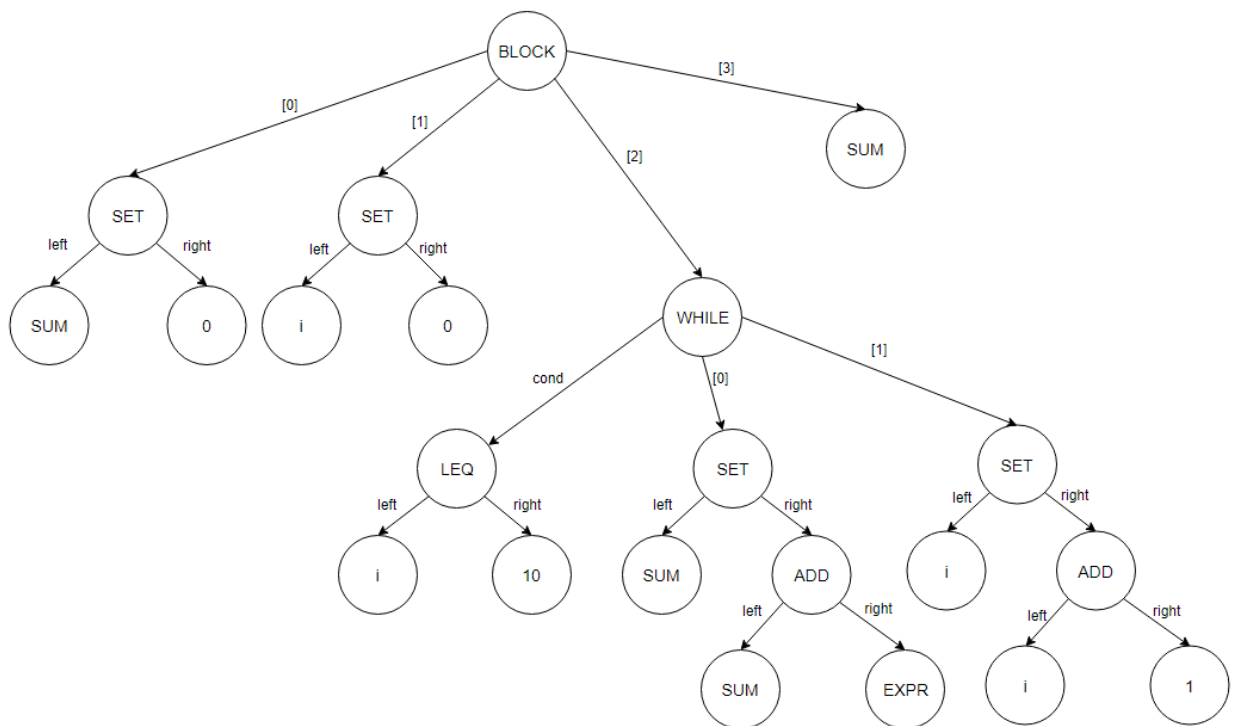 BLOCK
[3]
[0]
[1]
SUM
[2]
SET
SET
left
right
left
right
SUM
0
i
0
WHILE
[1]
cond
[0]
LEQ
SET
SET
left
right
left
right
left
right
i
10
SUM
ADD
i
ADD
left
right
left
right
SUM
EXPR
i
1